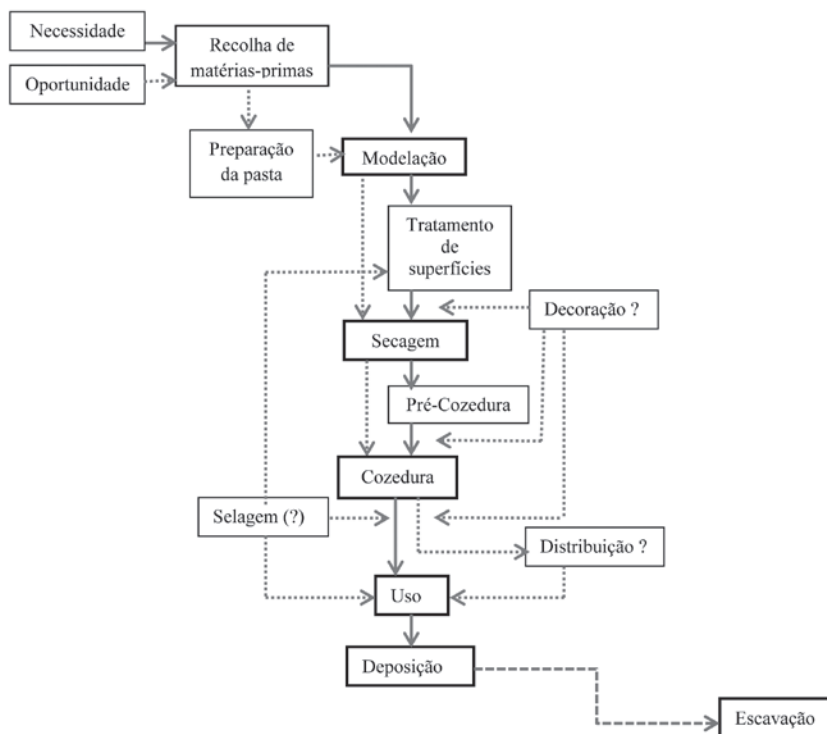 Necessidade
Recolha de
matérias-primas
Oportunidade
Preparação
da pasta
Modelação
Tratamento
de
superfícies
Decoração ?
Secagem
Pré-Cozedura
Cozedura
Selagem (?)
Distribuição ?
Uso
Deposição
Escavação